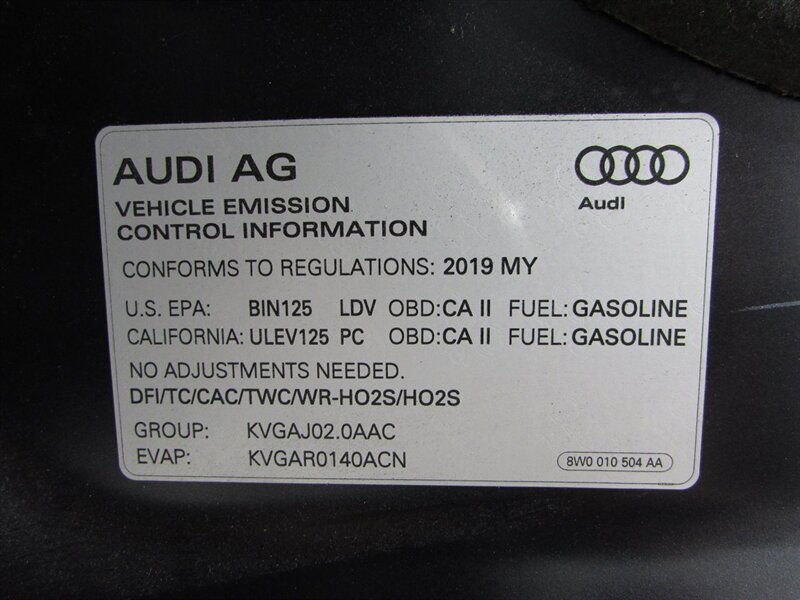 AUDI AG
Audi
VEHICLE EMISSION
CONTROL INFORMATION
CONFORMS TO REGULATIONS: 2019 MY
U.S. EPA: BIN125 LDV OBD:CA II FUEL:GASOLINE
CALIFORNIA: ULEV125 PC OBD:CA II FUEL:GASOLINE
NO ADJUSTMENTS NEEDED.
DFI/TC/CAC/TWC/WR-HO2S/HO2S
GROUP: KVGAJ02.0AAC
EVAP: KVGAR0140ACN
8W0 010 504 AA